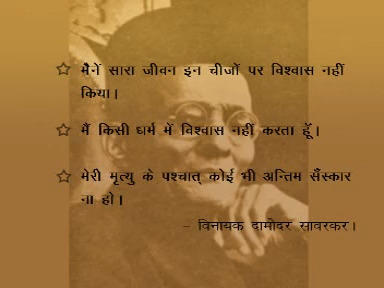 मैंनें सारा जीवन इन चीजों पर विश्वास नहीं
किया।
मैं किसी धर्म में विश्वास नहीं करता हूँ।
मेरी मृत्यु के पश्चात् कोई भी अन्तिम सँस्कार
ना हो।
– विनायक दामोदर सावरकर।